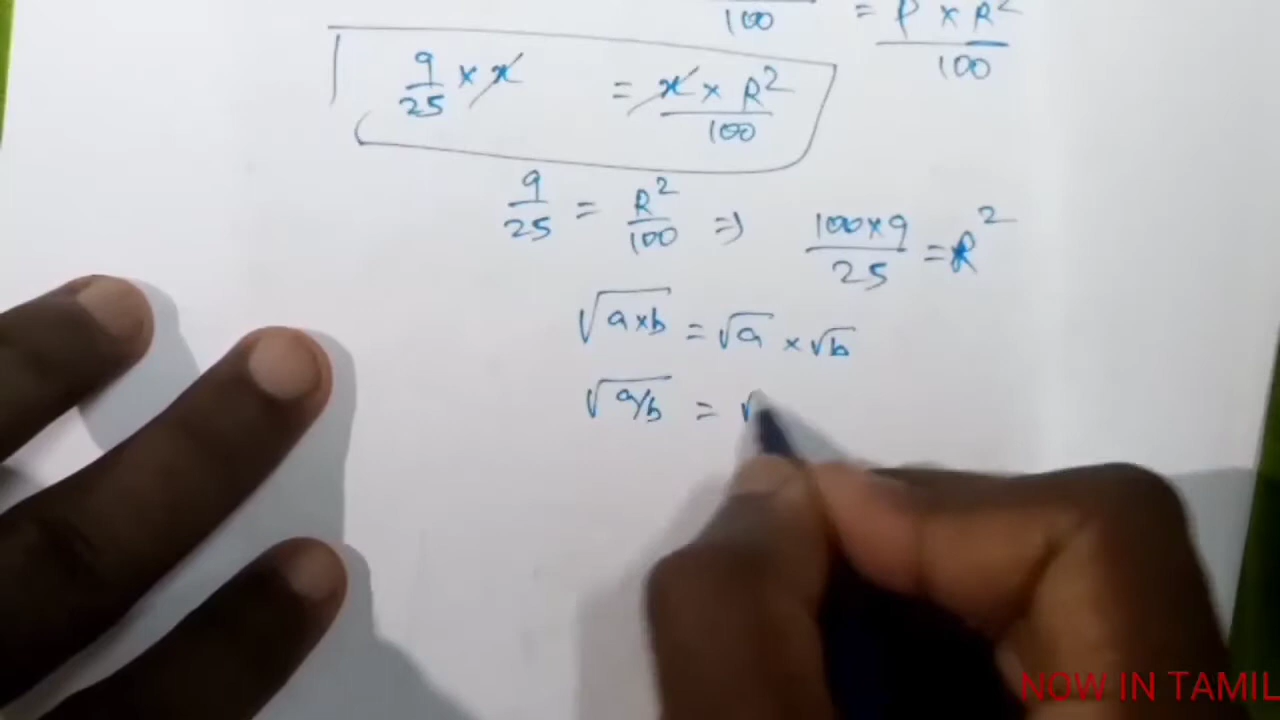 100 = P × R²/100
9/25 × x = x × R²/100
9/25 = R²/100 ⇒ 100×9/25 = R²
√a×b = √a × √b
√a/b = √
NOW IN TAMIL